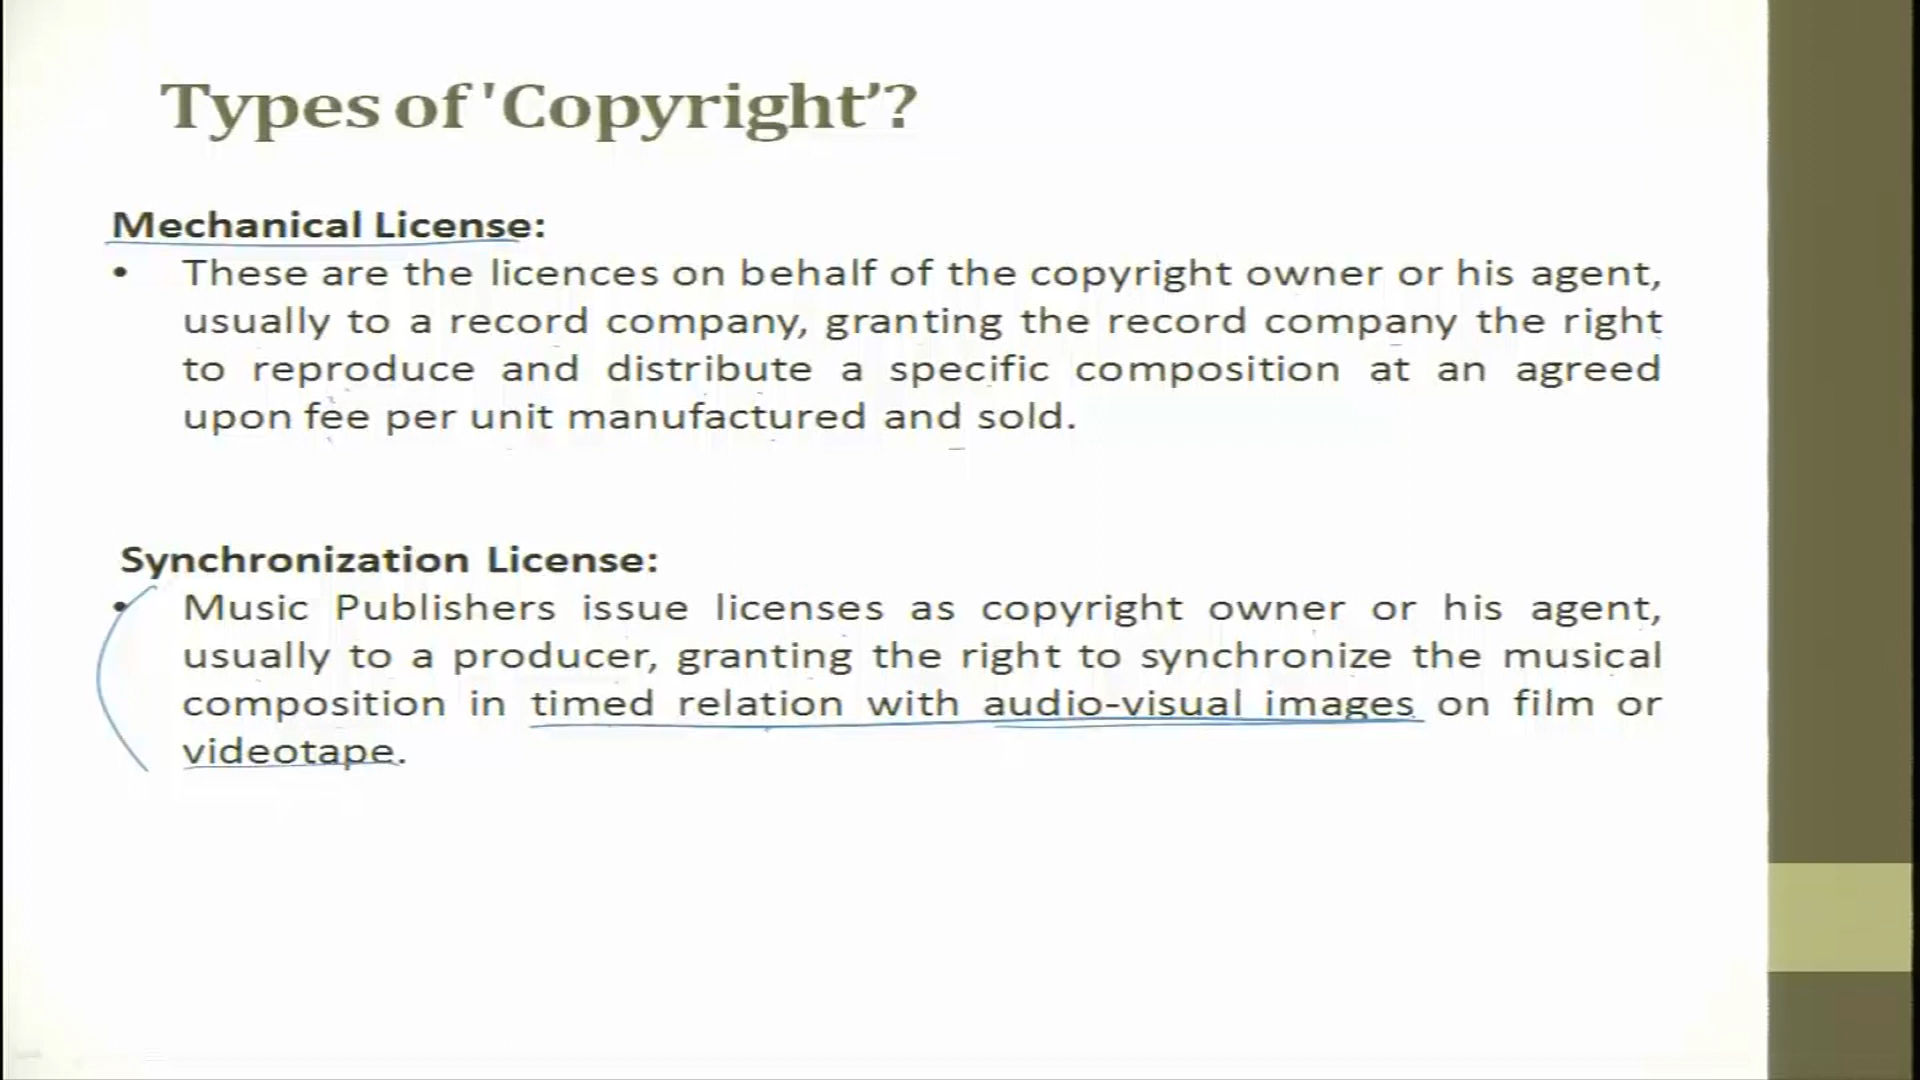 Types of 'Copyright'?
Mechanical License:
• These are the licences on behalf of the copyright owner or his agent,
usually to a record company, granting the record company the right
to reproduce and distribute a specific composition at an agreed
upon fee per unit manufactured and sold.
Synchronization License:
• Music Publishers issue licenses as copyright owner or his agent,
usually to a producer, granting the right to synchronize the musical
composition in timed relation with audio-visual images on film or
videotape.